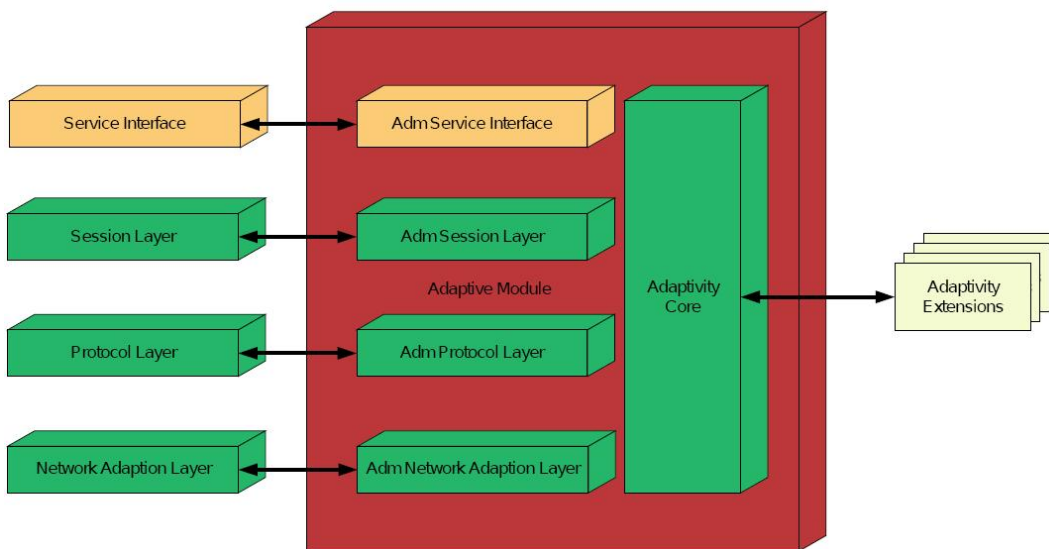 Service Interface
Adm Service Interface
Session Layer
Adm Session Layer
Adaptive Module
Adaptivity
Core
Adaptivity
Extensions
Protocol Layer
Adm Protocol Layer
Network Adaption Layer
Adm Network Adaption Layer